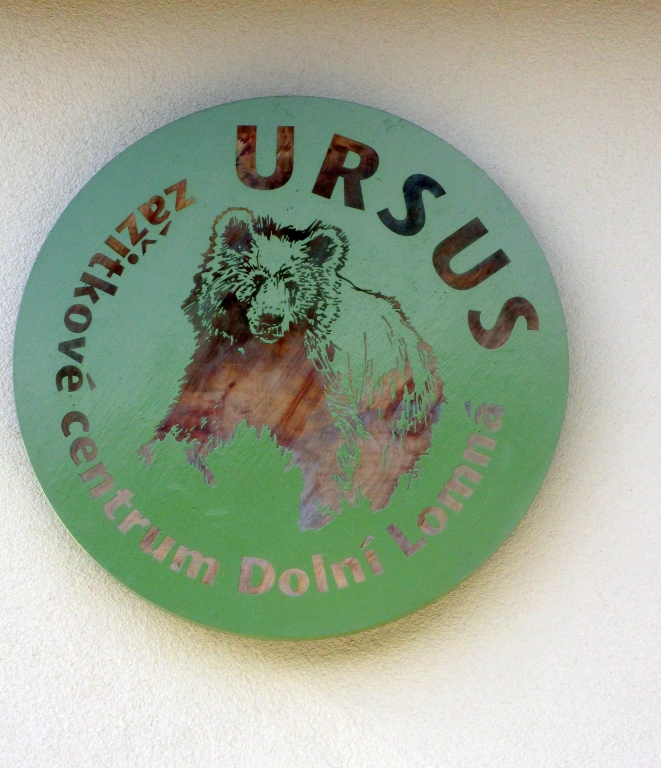 URSUS
zážitkové centrum Dolní Lomná